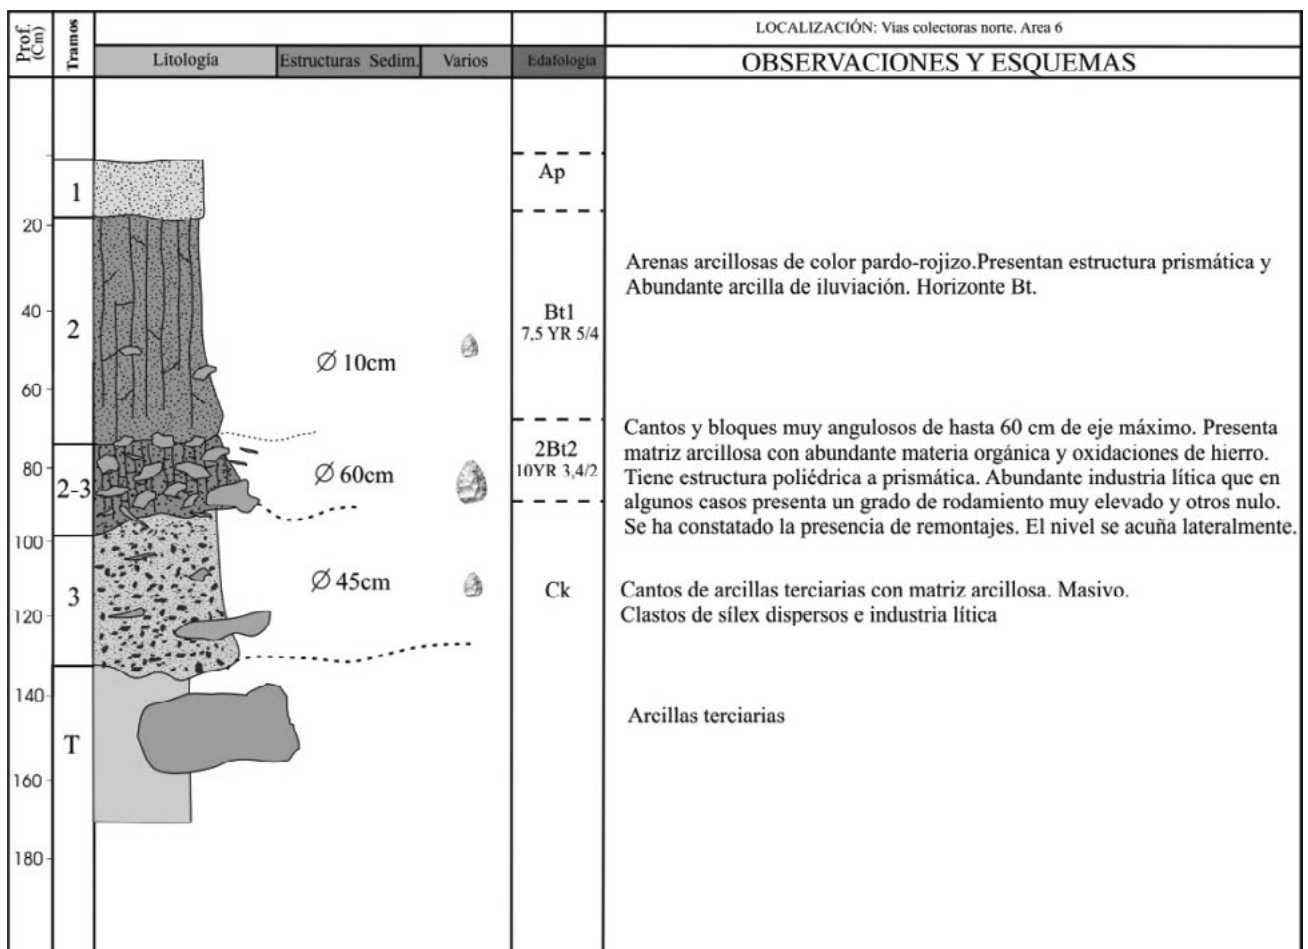 Prof.
(Cm)
Tramos
LOCALIZACIÓN: Vias colectoras norte. Area 6
Litología
Estructuras Sedim.
Varios
Edafologia
OBSERVACIONES Y ESQUEMAS
1
Ap
20
Arenas arcillosas de color pardo-rojizo.Presentan estructura prismática y
Abundante arcilla de iluviación. Horizonte Bt.
40
2
Bt1
7,5 YR 5/4
Ø 10cm
60
Cantos y bloques muy angulosos de hasta 60 cm de eje máximo. Presenta
matriz arcillosa con abundante materia orgánica y oxidaciones de hierro.
Tiene estructura poliédrica a prismática. Abundante industria lítica que en
algunos casos presenta un grado de rodamiento muy elevado y otros nulo.
Se ha constatado la presencia de remontajes. El nivel se acuña lateralmente.
80
2-3
Ø 60cm
2Bt2
10YR 3,4/2
100
3
Ø 45cm
Ck
Cantos de arcillas terciarias con matriz arcillosa. Masivo.
Clastos de sílex dispersos e industria lítica
120
140
T
Arcillas terciarias
160
180